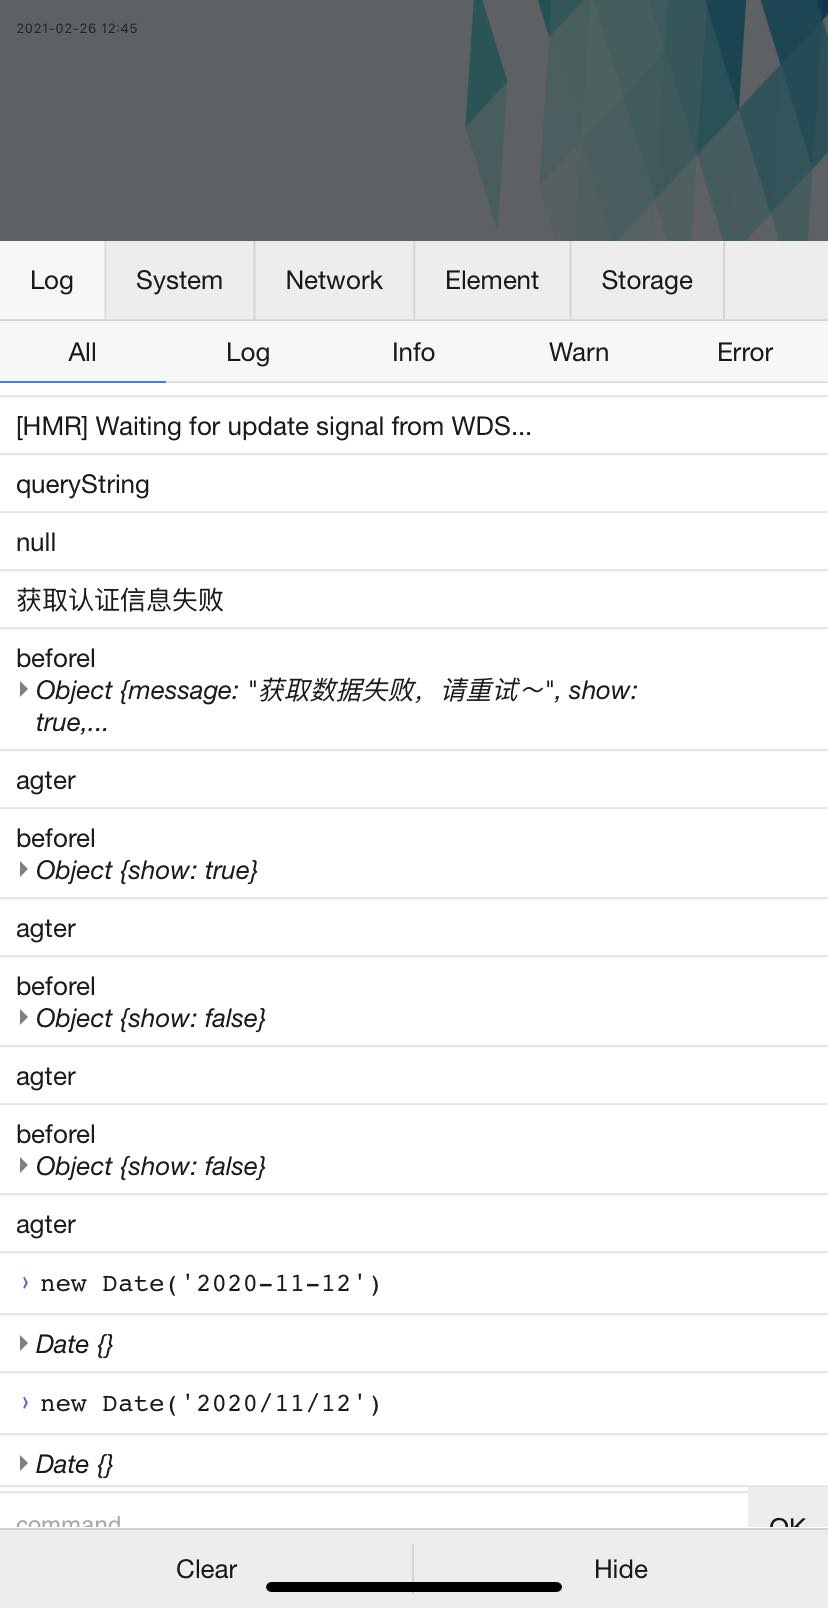 2021-02-26 12:45
Log System Network Element Storage
All Log Info Warn Error
[HMR] Waiting for update signal from WDS...
queryString
null
获取认证信息失败
beforel
Object {message: "获取数据失败，请重试～", show:
true,...
agter
beforel
Object {show: true}
agter
beforel
Object {show: false}
agter
beforel
Object {show: false}
agter
› new Date('2020-11-12')
Date {}
› new Date('2020/11/12')
Date {}
command OK
Clear Hide